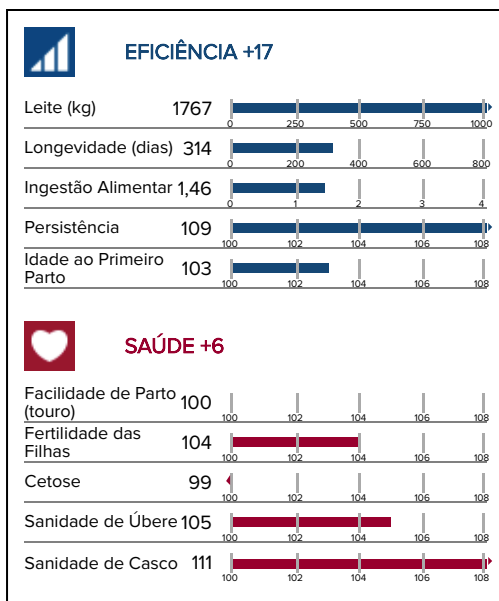 EFICIÊNCIA +17
Leite (kg) 1767
0 250 500 750 1000
Longevidade (dias) 314
0 200 400 600 800
Ingestão Alimentar 1,46
0 1 2 3 4
Persistência 109
100 102 104 106 108
Idade ao Primeiro
Parto 103
100 102 104 106 108
SAÚDE +6
Facilidade de Parto
(touro) 100
100 102 104 106 108
Fertilidade das
Filhas 104
100 102 104 106 108
Cetose 99
100 102 104 106 108
Sanidade de Úbere 105
100 102 104 106 108
Sanidade de Casco 111
100 102 104 106 108